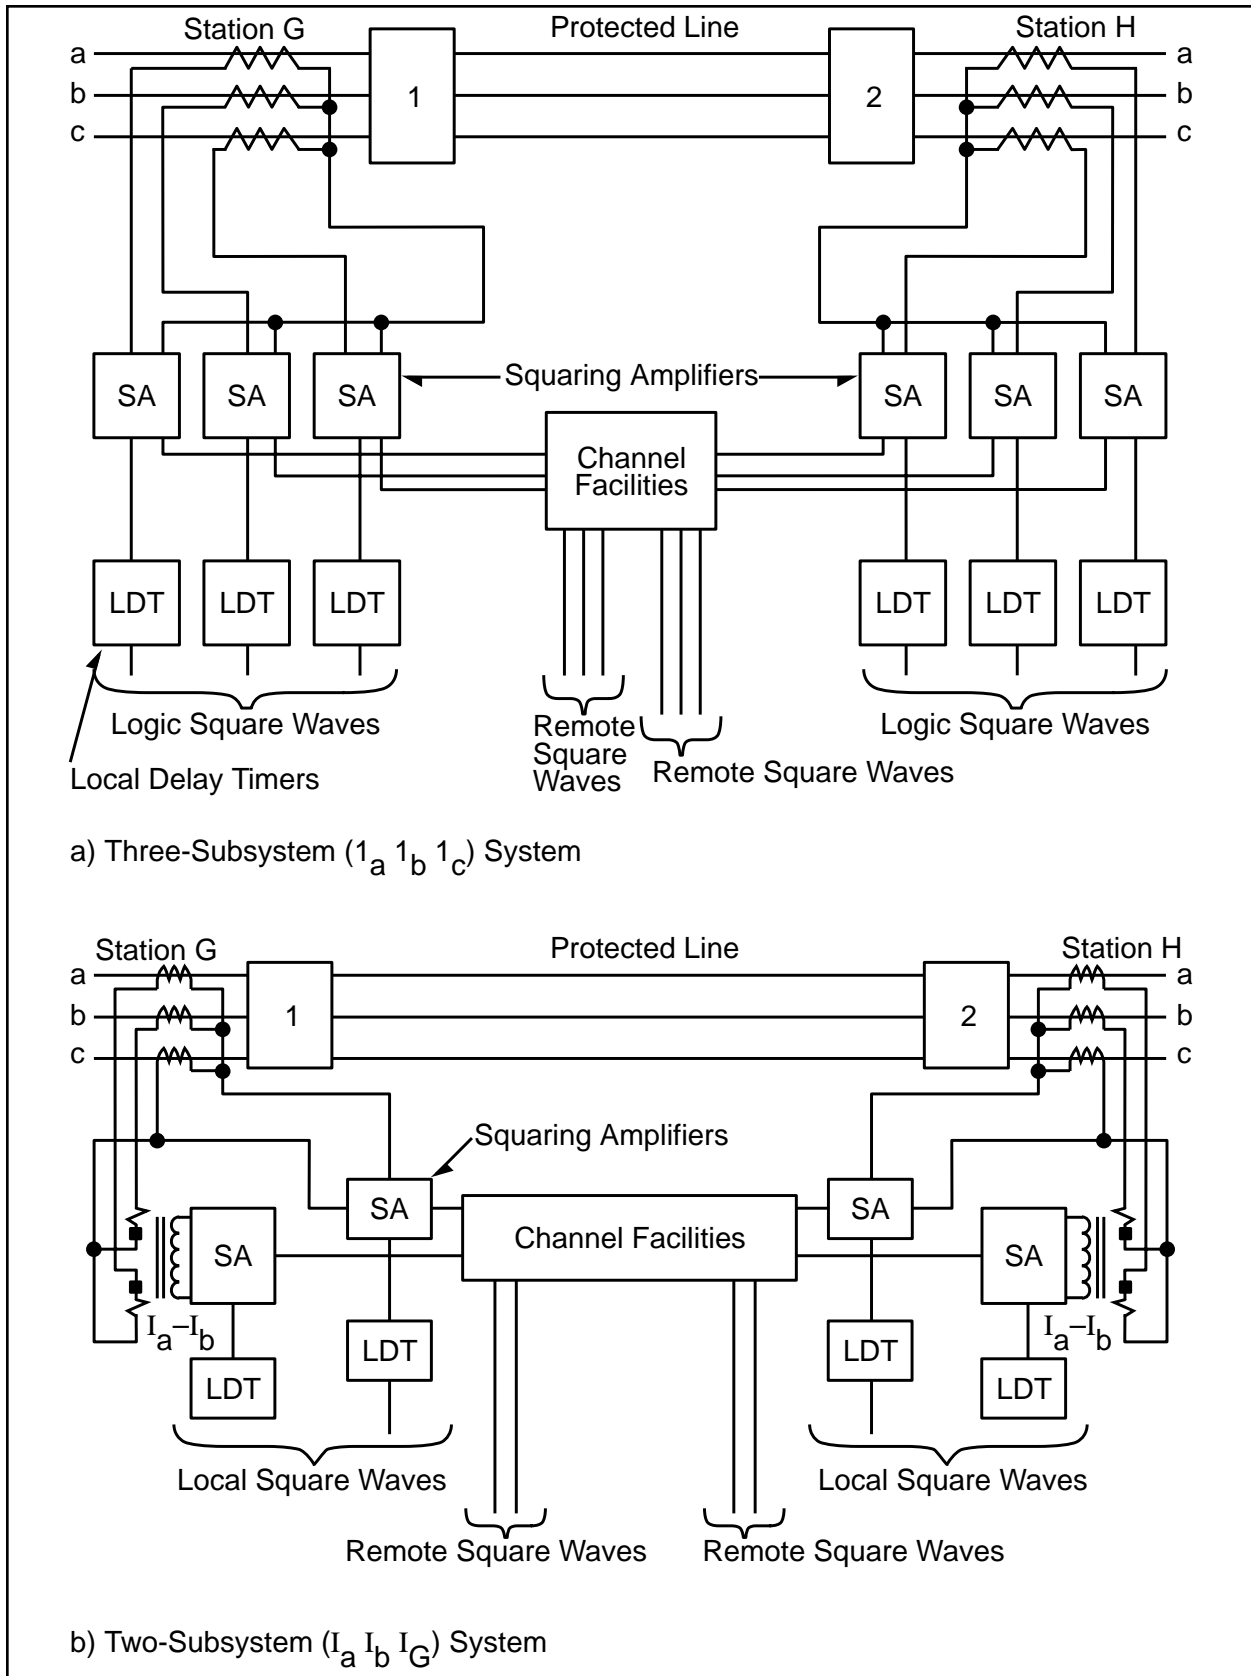 Station G Protected Line Station H
a a
1 2
b b
c c
Squaring Amplifiers
SA SA SA SA SA SA
Channel
Facilities
LDT LDT LDT LDT LDT LDT
Logic Square Waves Remote
Square
Waves Logic Square Waves
Remote Square Waves
Local Delay Timers
a) Three-Subsystem (1a 1b 1c) System
Station G Protected Line Station H
a a
b 1 2 b
c c
Squaring Amplifiers
SA SA
SA Channel Facilities SA
Ia–Ib Ia–Ib
LDT LDT
LDT LDT
Local Square Waves Local Square Waves
Remote Square Waves Remote Square Waves
b) Two-Subsystem (Ia Ib IG) System